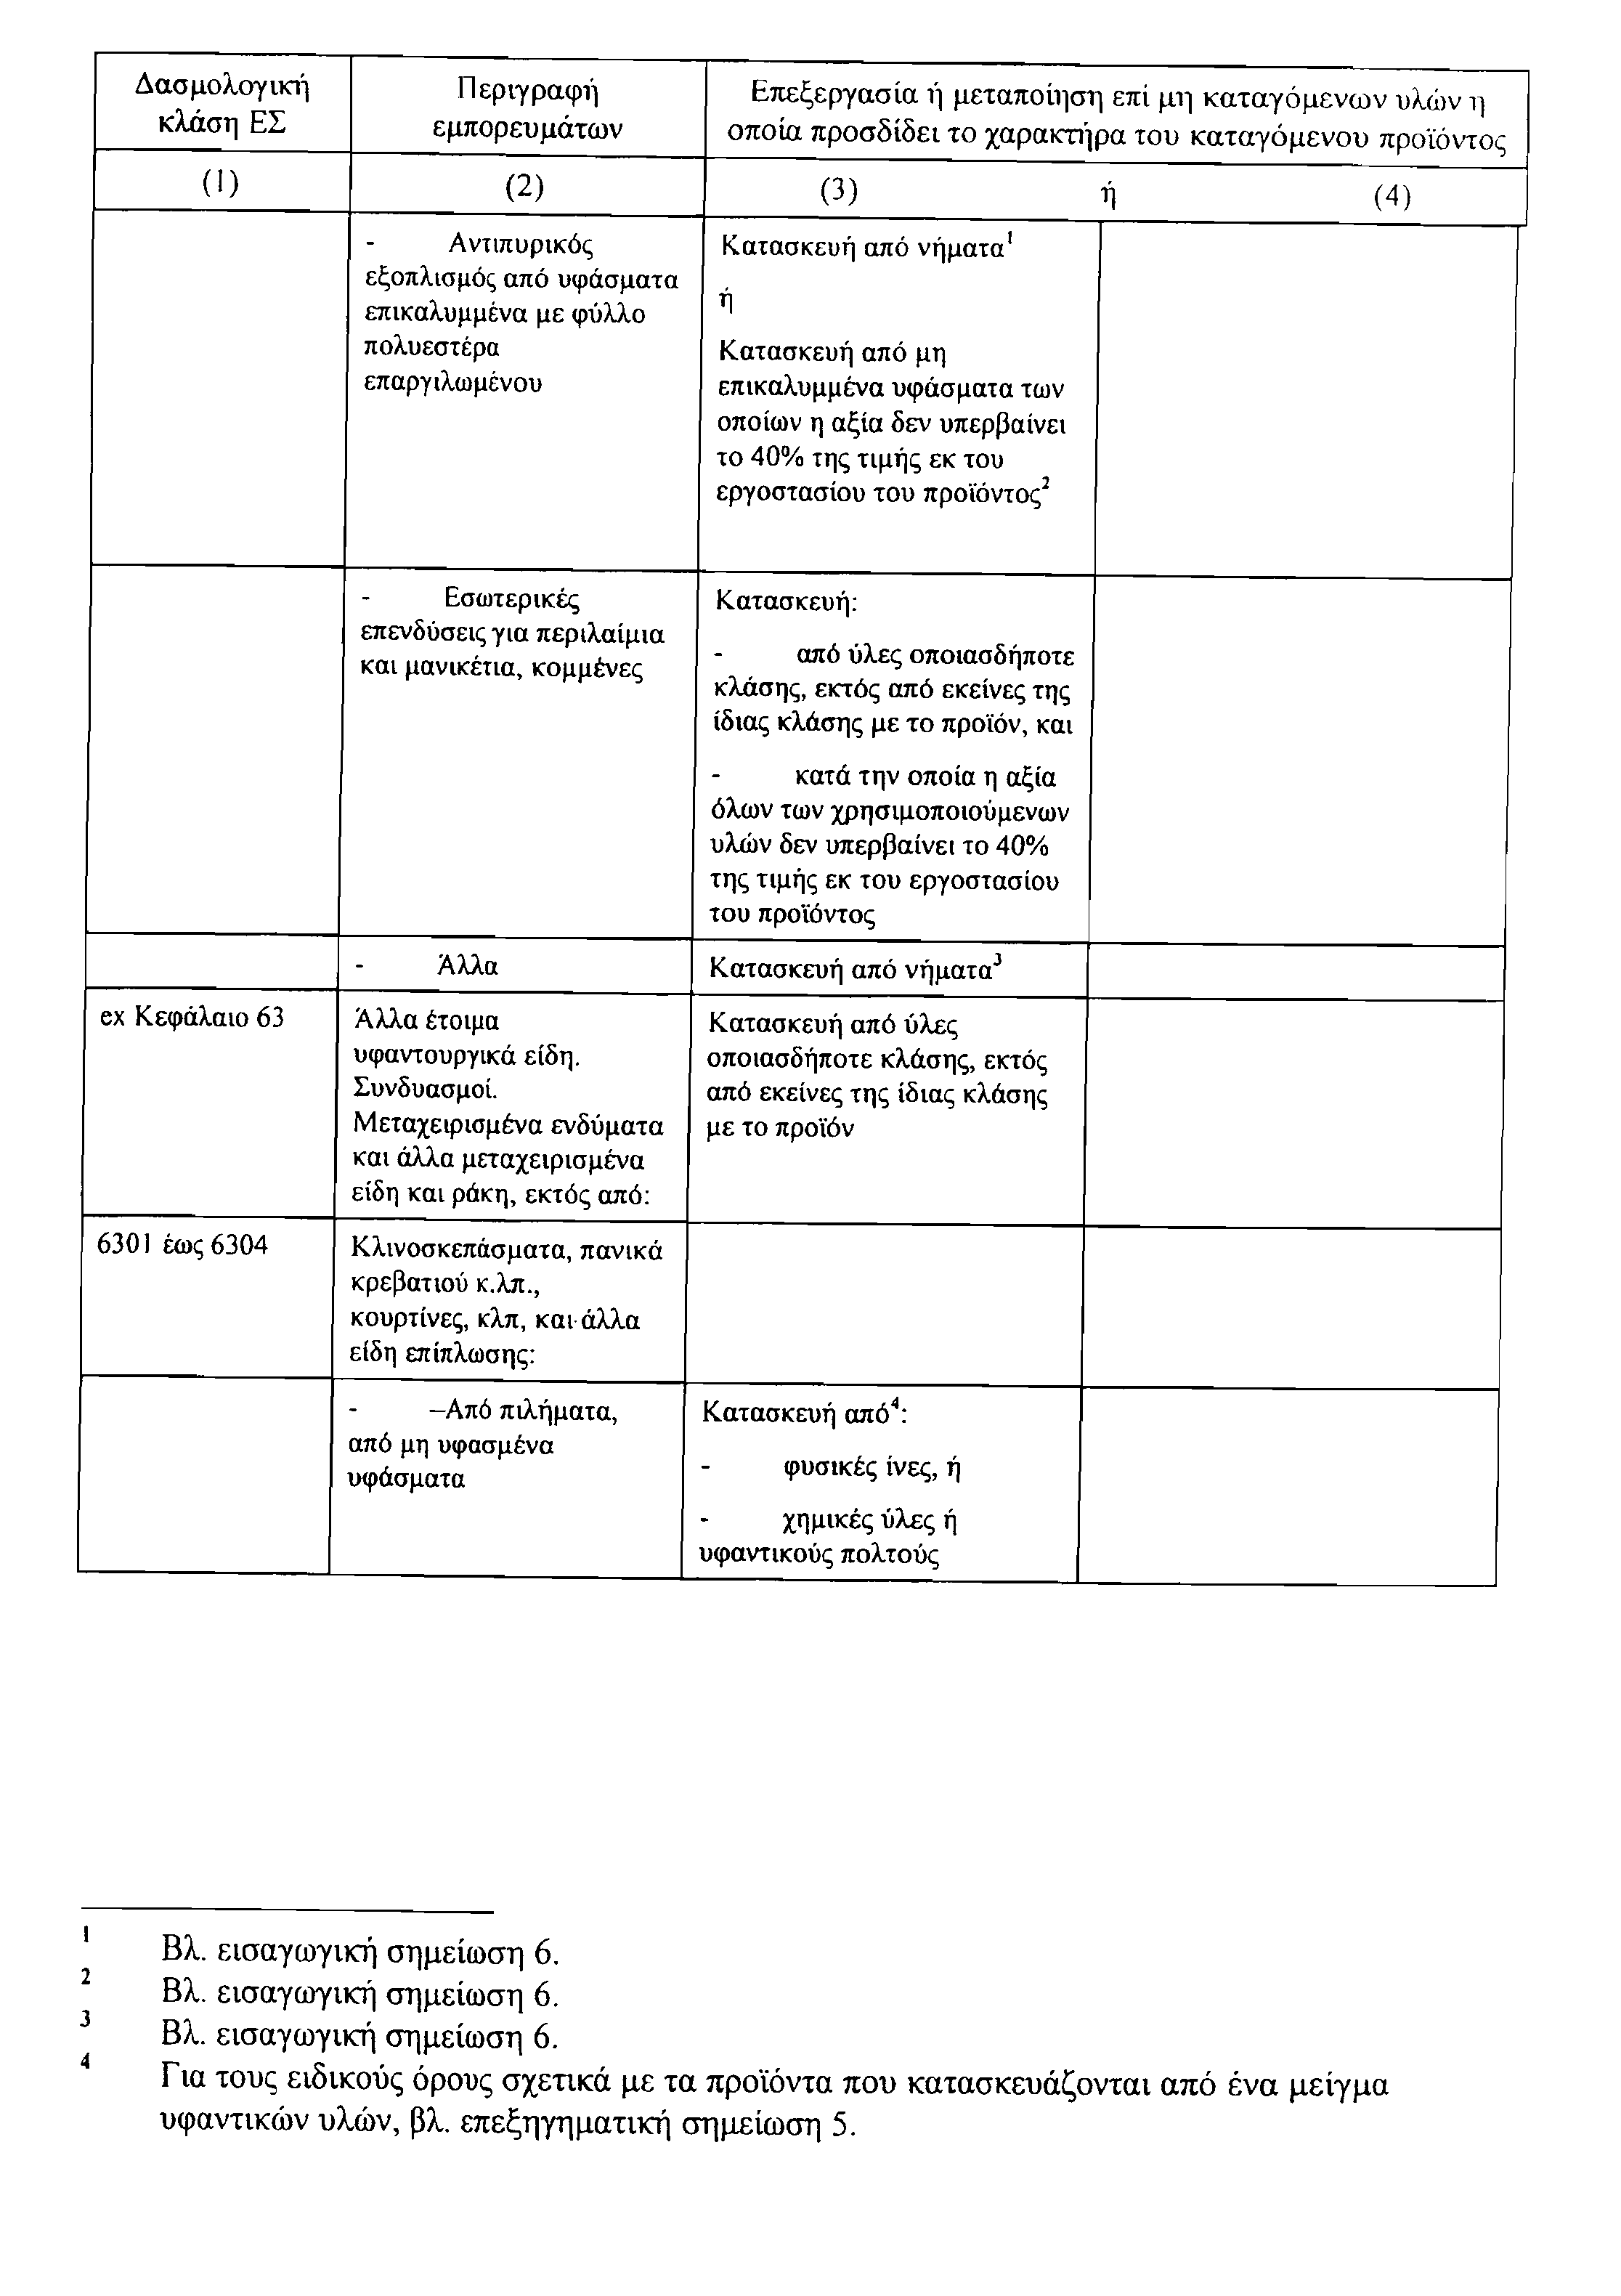 Δασμολογική
κλάση ΕΣ
Περιγραφή
εμπορευμάτων
Επεξεργασία ή μεταποίηση επί μη καταγόμενων υλών η
οποία προσδίδει το χαρακτήρα του καταγόμενου προϊόντος
(1)
(2)
(3) ή (4)
- Αντιπυρικός
εξοπλισμός από υφάσματα
επικαλυμμένα με φύλλο
πολυεστέρα
επαργιλωμένου
Κατασκευή από νήματα¹
ή
Κατασκευή από μη
επικαλυμμένα υφάσματα των
οποίων η αξία δεν υπερβαίνει
το 40% της τιμής εκ του
εργοστασίου του προϊόντος²
- Εσωτερικές
επενδύσεις για περιλαίμια
και μανικέτια, κομμένες
Κατασκευή:
- από ύλες οποιασδήποτε
κλάσης, εκτός από εκείνες της
ίδιας κλάσης με το προϊόν, και
- κατά την οποία η αξία
όλων των χρησιμοποιούμενων
υλών δεν υπερβαίνει το 40%
της τιμής εκ του εργοστασίου
του προϊόντος
- Άλλα
Κατασκευή από νήματα³
ex Κεφάλαιο 63
Άλλα έτοιμα
υφαντουργικά είδη.
Συνδυασμοί.
Μεταχειρισμένα ενδύματα
και άλλα μεταχειρισμένα
είδη και ράκη, εκτός από:
Κατασκευή από ύλες
οποιασδήποτε κλάσης, εκτός
από εκείνες της ίδιας κλάσης
με το προϊόν
6301 έως 6304
Κλινοσκεπάσματα, πανικά
κρεβατιού κ.λπ.,
κουρτίνες, κλπ, και άλλα
είδη επίπλωσης:
- –Από πιλήματα,
από μη υφασμένα
υφάσματα
Κατασκευή από⁴:
- φυσικές ίνες, ή
- χημικές ύλες ή
υφαντικούς πολτούς
1 Βλ. εισαγωγική σημείωση 6.
2 Βλ. εισαγωγική σημείωση 6.
3 Βλ. εισαγωγική σημείωση 6.
4 Για τους ειδικούς όρους σχετικά με τα προϊόντα που κατασκευάζονται από ένα μείγμα
υφαντικών υλών, βλ. επεξηγηματική σημείωση 5.